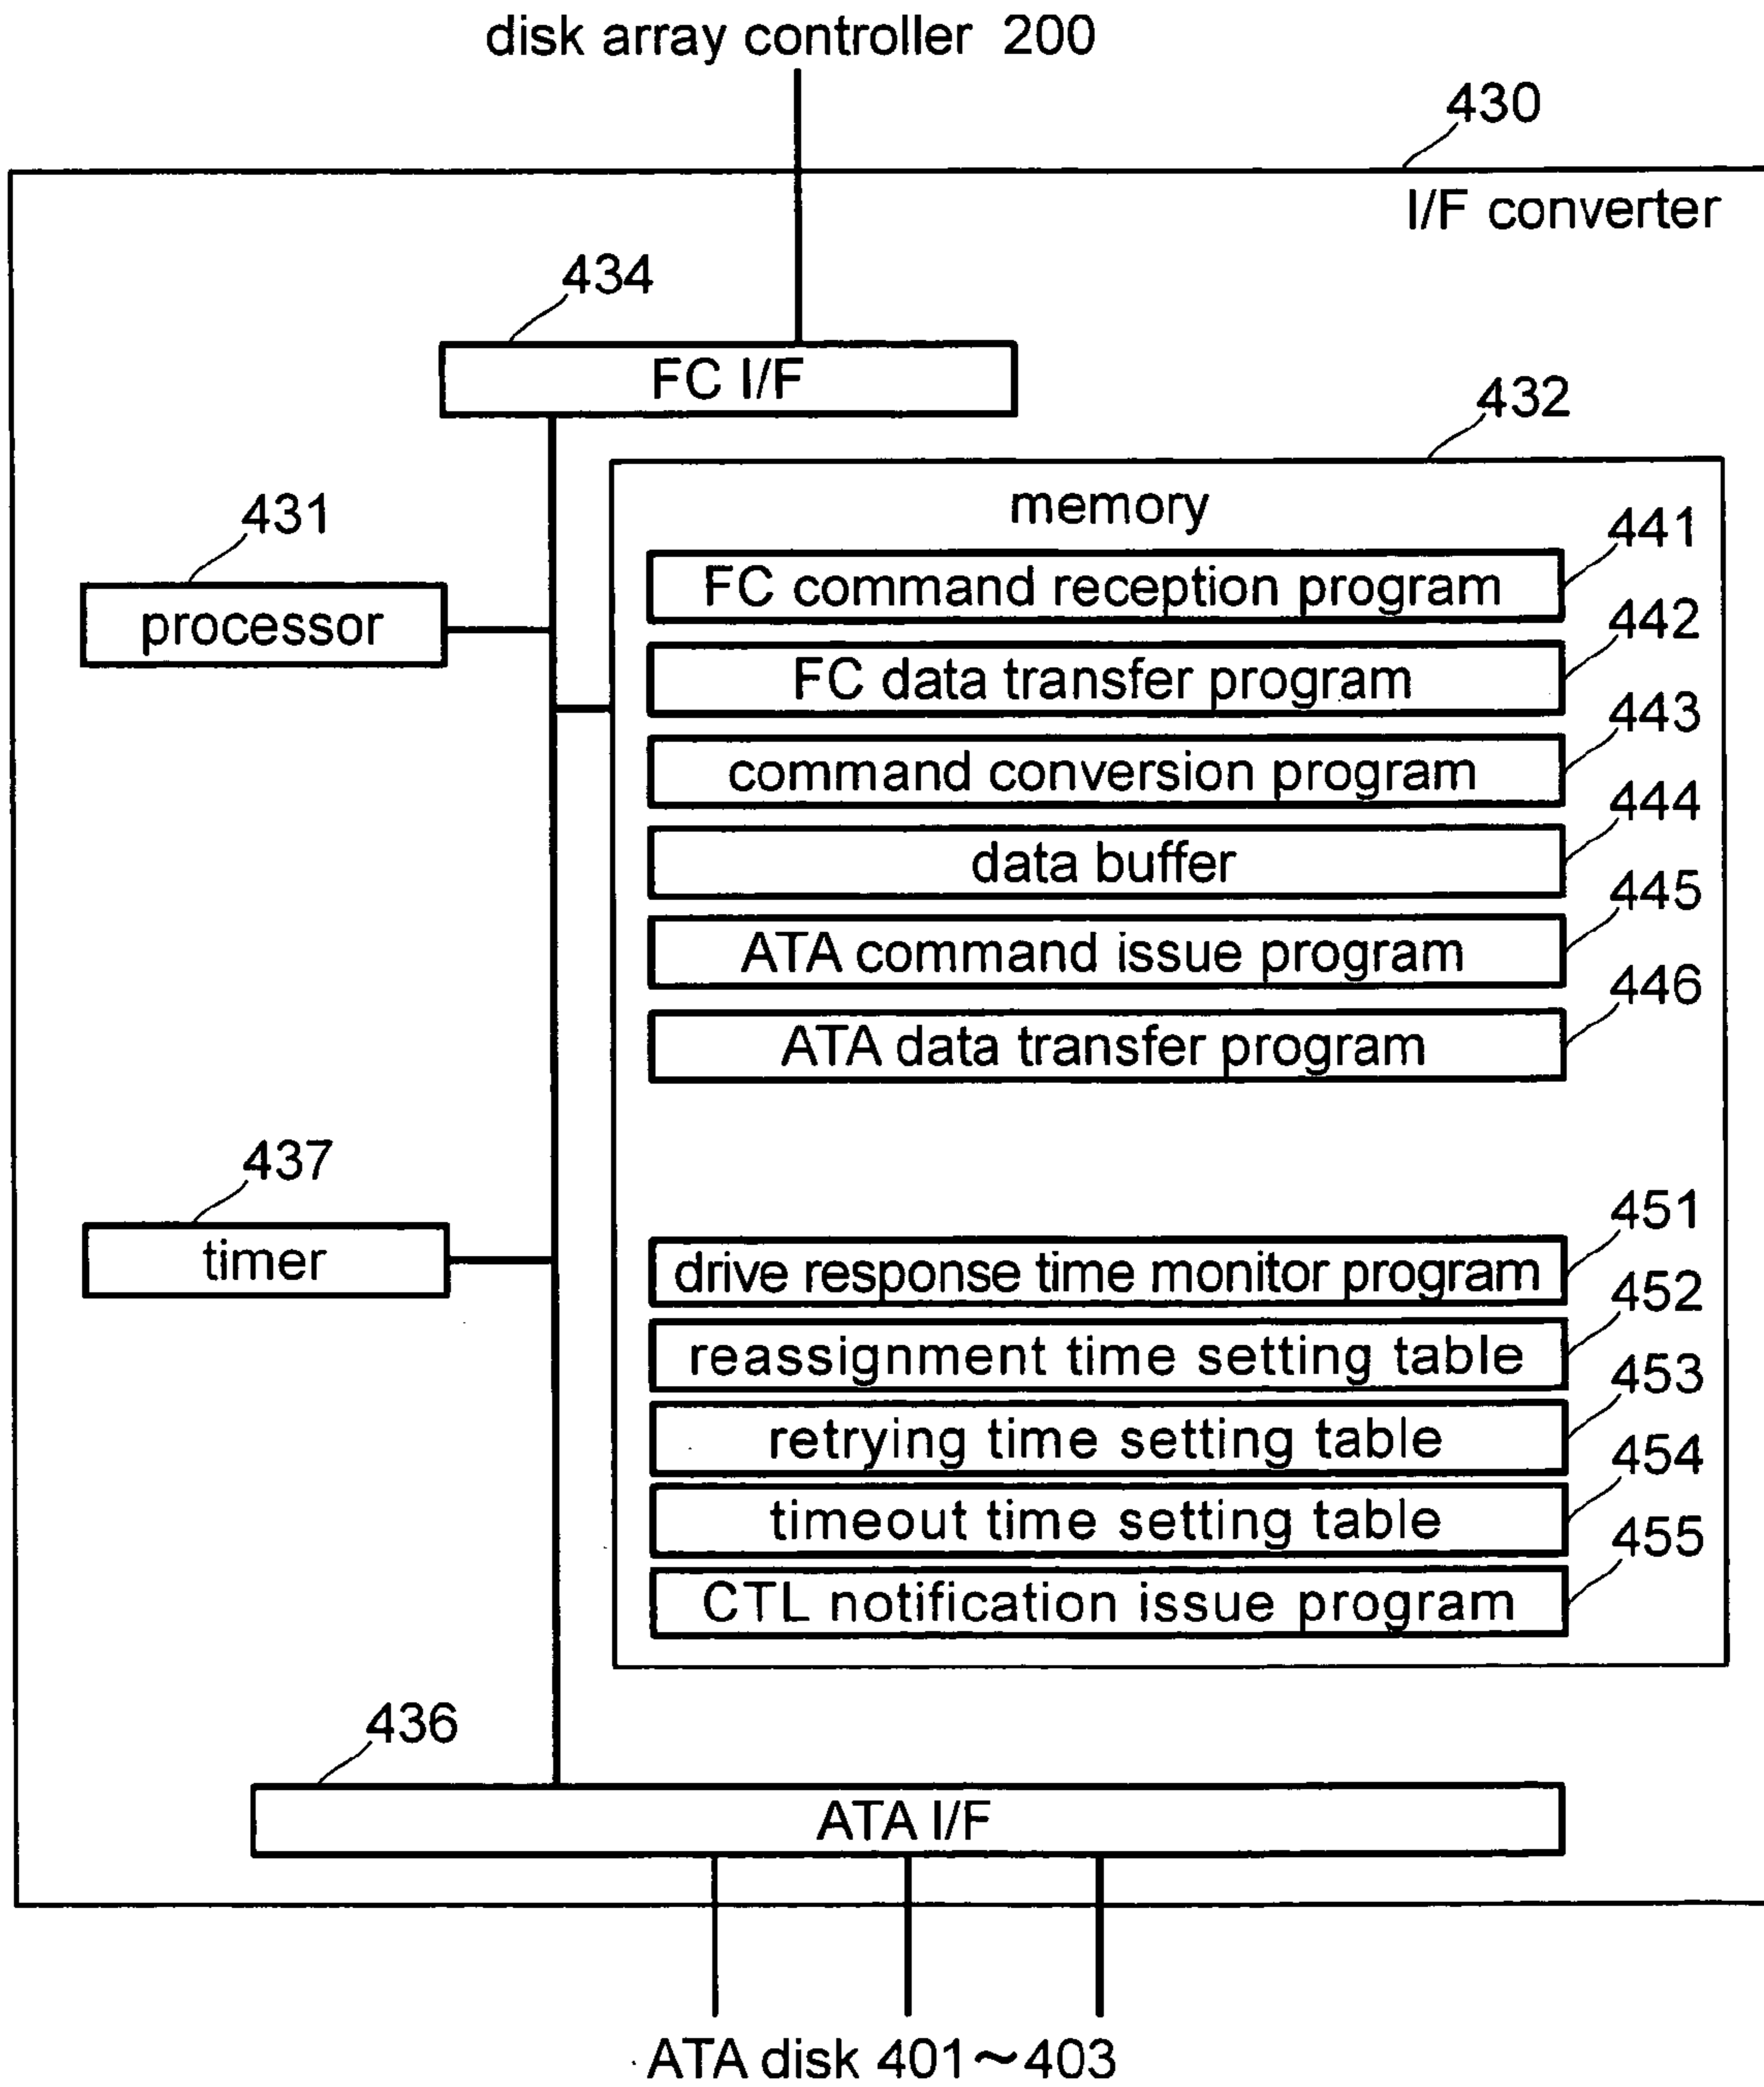 disk array controller 200
430
I/F converter
434
FC I/F
432
memory
431
processor
441
FC command reception program
442
FC data transfer program
443
command conversion program
444
data buffer
445
ATA command issue program
446
ATA data transfer program
437
timer
451
drive response time monitor program
452
reassignment time setting table
453
retrying time setting table
454
timeout time setting table
455
CTL notification issue program
436
ATA I/F
ATA disk 401～403